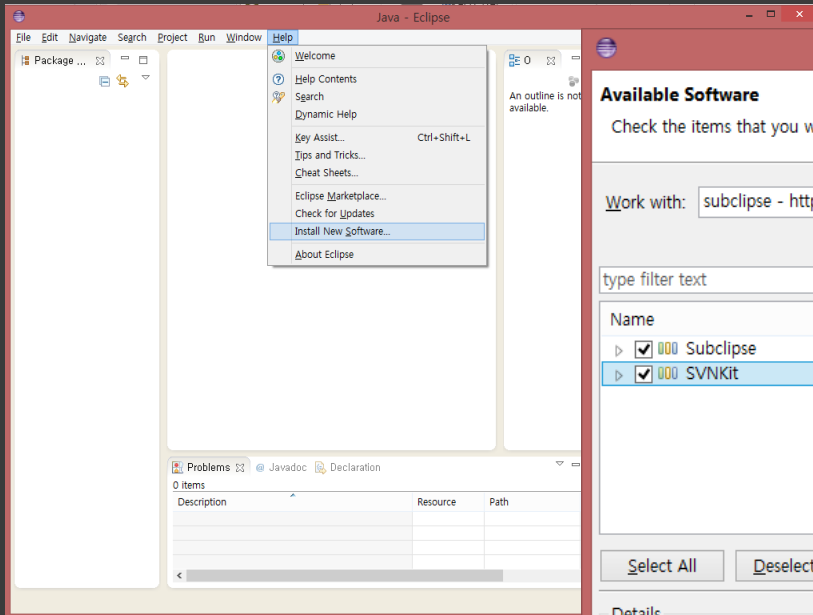 Java - Eclipse
File Edit Navigate Search Project Run Window Help
Package ...
Welcome
Help Contents
Search
Dynamic Help
Key Assist... Ctrl+Shift+L
Tips and Tricks...
Cheat Sheets...
Eclipse Marketplace...
Check for Updates
Install New Software...
About Eclipse
O
An outline is not
available.
Problems @ Javadoc Declaration
0 items
Description Resource Path
Available Software
Check the items that you w
Work with: subclipse - http
type filter text
Name
Subclipse
SVNKit
Select All Deselect
Details